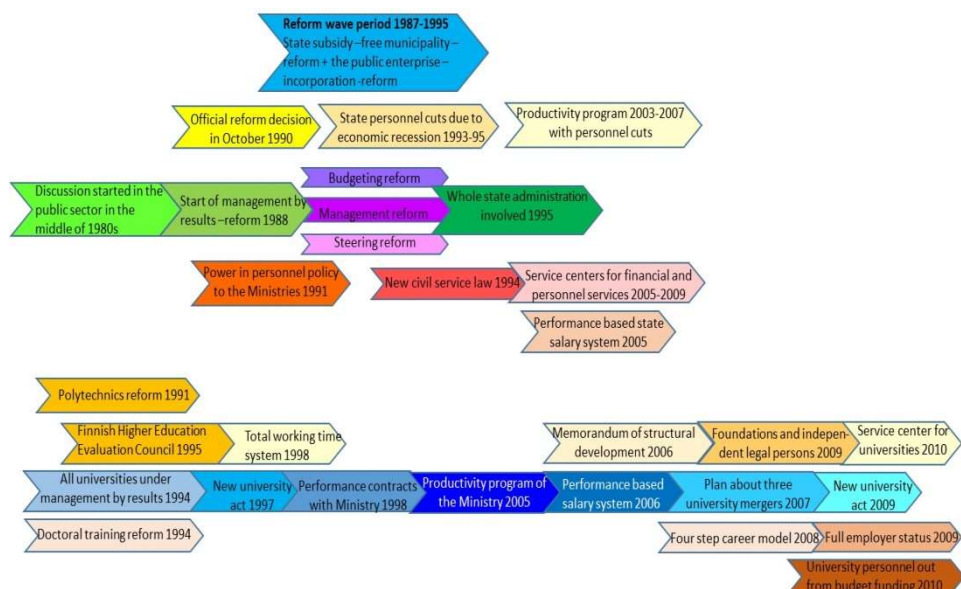 Reform wave period 1987-1995
State subsidy –free municipality –
reform + the public enterprise –
incorporation -reform
Official reform decision
in October 1990
State personnel cuts due to
economic recession 1993-95
Productivity program 2003-2007
with personnel cuts
Discussion started in the
public sector in the
middle of 1980s
Start of management by
results –reform 1988
Budgeting reform
Management reform
Steering reform
Whole state administration
involved 1995
Power in personnel policy
to the Ministries 1991
New civil service law 1994
Service centers for financial and
personnel services 2005-2009
Performance based state
salary system 2005
Polytechnics reform 1991
Finnish Higher Education
Evaluation Council 1995
Total working time
system 1998
Memorandum of structural
development 2006
Foundations and indepen-
dent legal persons 2009
Service center for
universities 2010
All universities under
management by results 1994
New university
act 1997
Performance contracts
with Ministry 1998
Productivity program
of the Ministry 2005
Performance based
salary system 2006
Plan about three
university mergers 2007
New university
act 2009
Doctoral training reform 1994
Four step career model 2008
Full employer status 2009
University personnel out
from budget funding 2010